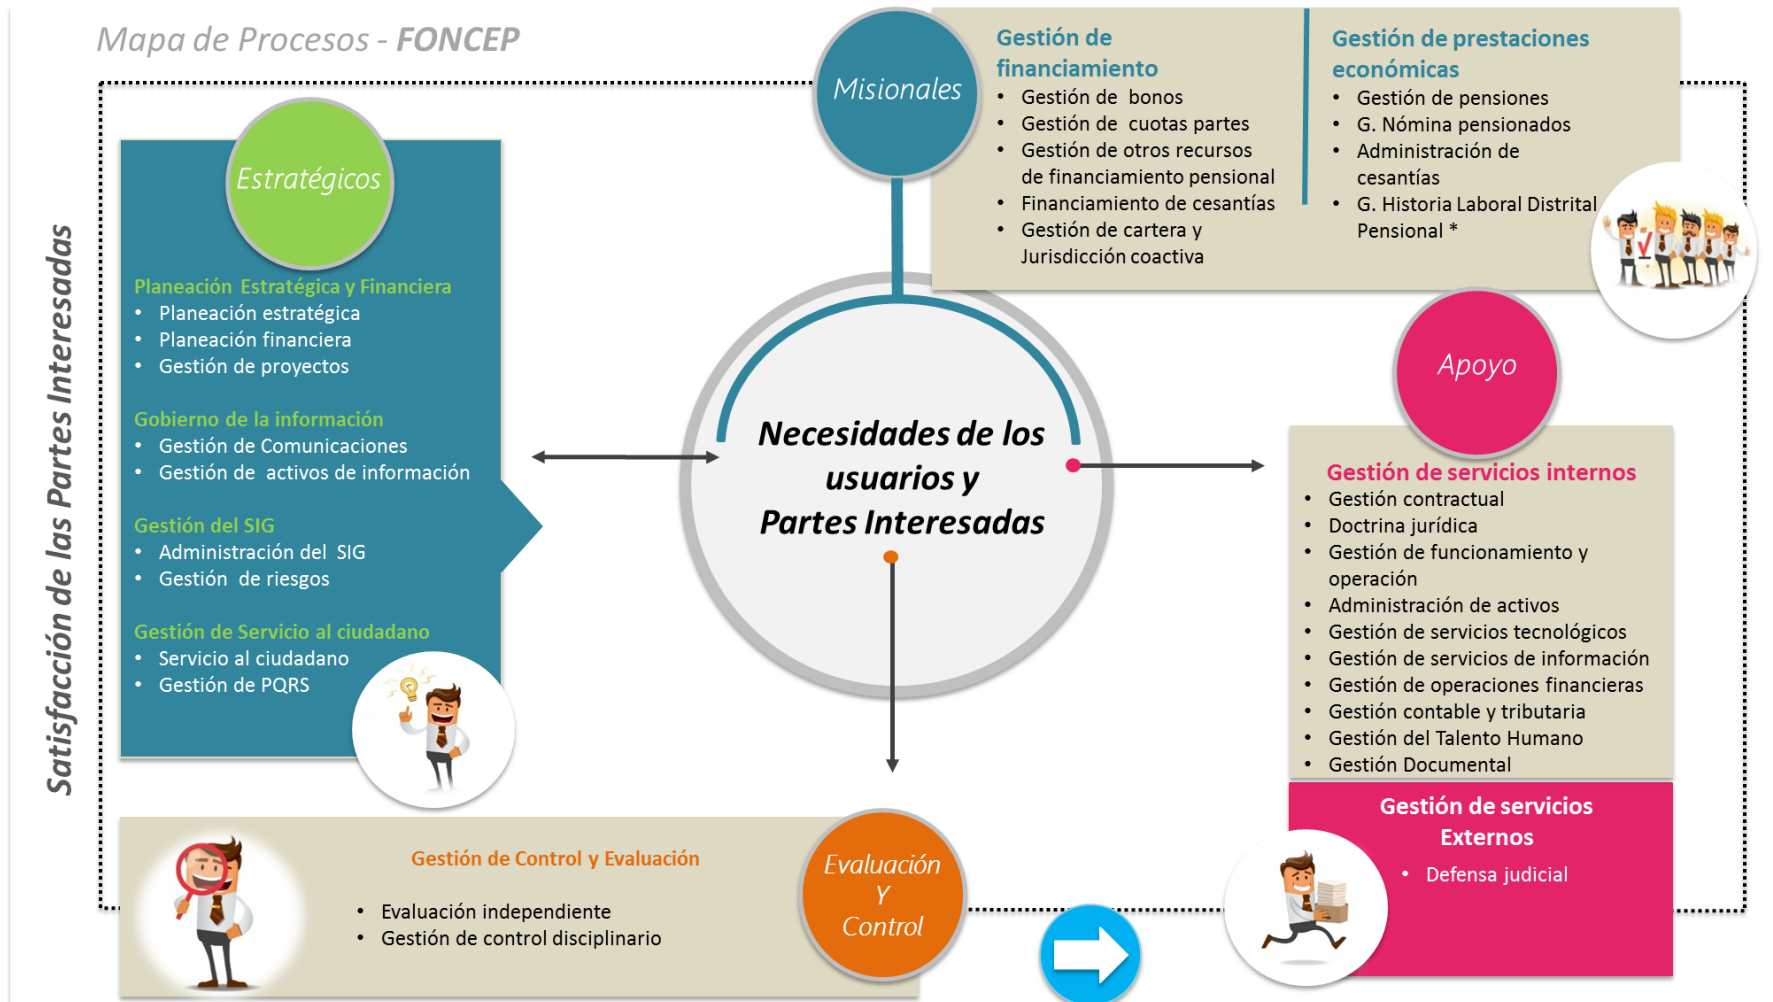 Mapa de Procesos - FONCEP
Satisfacción de las Partes Interesadas
Estratégicos
Planeación Estratégica y Financiera
• Planeación estratégica
• Planeación financiera
• Gestión de proyectos
Gobierno de la información
• Gestión de Comunicaciones
• Gestión de activos de información
Gestión del SIG
• Administración del SIG
• Gestión de riesgos
Gestión de Servicio al ciudadano
• Servicio al ciudadano
• Gestión de PQRS
Misionales
Gestión de
financiamiento
• Gestión de bonos
• Gestión de cuotas partes
• Gestión de otros recursos
de financiamiento pensional
• Financiamiento de cesantías
• Gestión de cartera y
Jurisdicción coactiva
Gestión de prestaciones
económicas
• Gestión de pensiones
• G. Nómina pensionados
• Administración de
cesantías
• G. Historia Laboral Distrital
Pensional *
Necesidades de los
usuarios y
Partes Interesadas
Apoyo
Gestión de servicios internos
• Gestión contractual
• Doctrina jurídica
• Gestión de funcionamiento y
operación
• Administración de activos
• Gestión de servicios tecnológicos
• Gestión de servicios de información
• Gestión de operaciones financieras
• Gestión contable y tributaria
• Gestión del Talento Humano
• Gestión Documental
Gestión de servicios
Externos
• Defensa judicial
Gestión de Control y Evaluación
• Evaluación independiente
• Gestión de control disciplinario
Evaluación
Y
Control